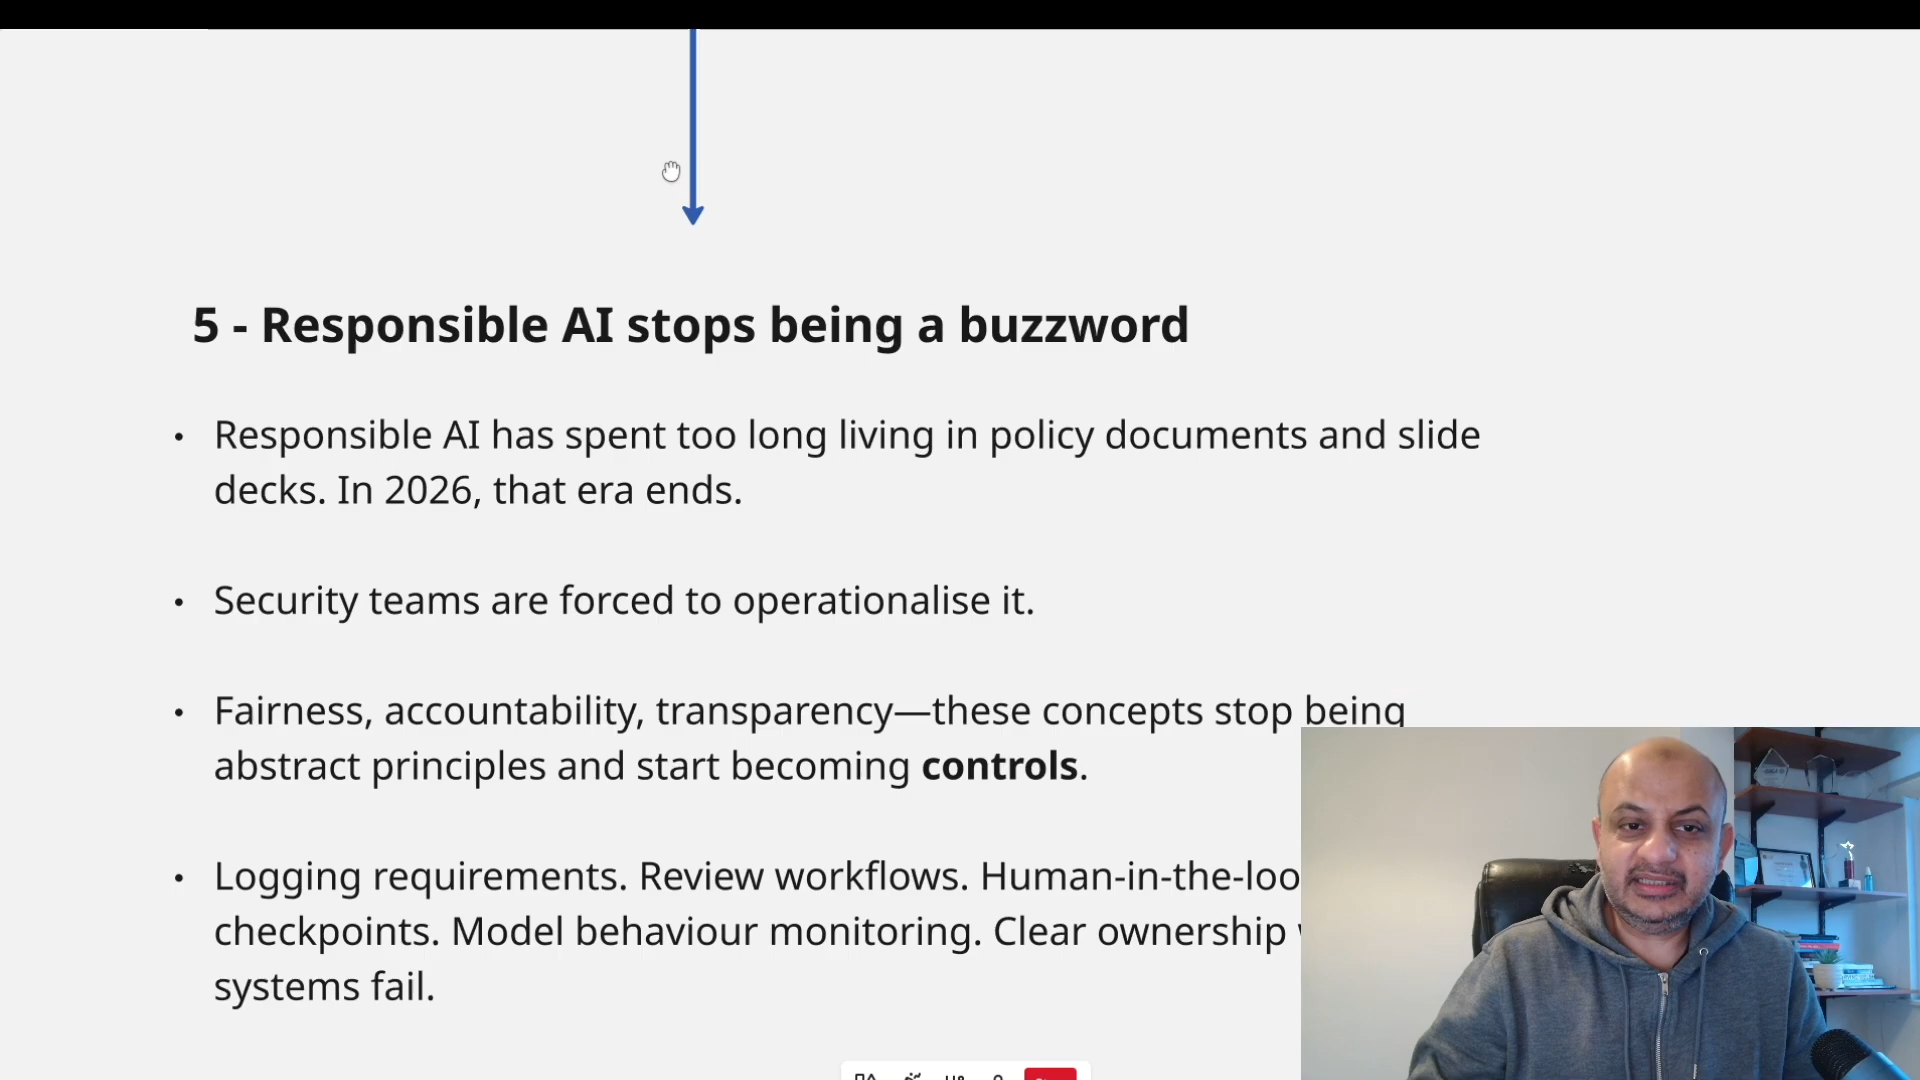 5 - Responsible AI stops being a buzzword
• Responsible AI has spent too long living in policy documents and slide
decks. In 2026, that era ends.
• Security teams are forced to operationalise it.
• Fairness, accountability, transparency—these concepts stop being
abstract principles and start becoming controls.
• Logging requirements. Review workflows. Human-in-the-loo
checkpoints. Model behaviour monitoring. Clear ownership
systems fail.